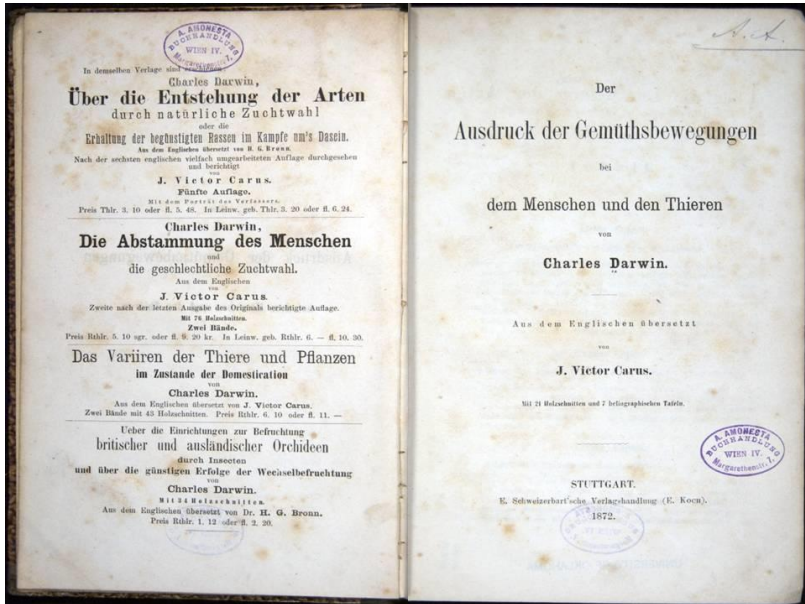 A. AMONESTA
BUCHHANDLUNG
WIEN IV.
Margarethenstr. 7.
In demselben Verlage sind erschienen:
Charles Darwin,
Über die Entstehung der Arten
durch natürliche Zuchtwahl
oder die
Erhaltung der begünstigten Rassen im Kampfe um's Dasein.
Aus dem Englischen übersetzt von H. G. Bronn.
Nach der sechsten englischen vielfach umgearbeiteten Auflage durchgesehen
und berichtigt
von
J. Victor Carus.
Fünfte Auflage.
Mit dem Porträt des Verfassers.
Preis Thlr. 3. 10 oder fl. 5. 48. In Leinw. geb. Thlr. 3. 20 oder fl. 6. 24.
Charles Darwin,
Die Abstammung des Menschen
und
die geschlechtliche Zuchtwahl.
Aus dem Englischen
von
J. Victor Carus.
Zweite nach der letzten Ausgabe des Originals berichtigte Auflage.
Mit 76 Holzschnitten.
Zwei Bände.
Preis Rthlr. 5. 10 ngr. oder fl. 9. 20 kr. In Leinw. geb. Rthlr. 6. — fl. 10. 30.
Das Variiren der Thiere und Pflanzen
im Zustande der Domestication
von
Charles Darwin.
Aus dem Englischen übersetzt von J. Victor Carus.
Zwei Bände mit 43 Holzschnitten. Preis Rthlr. 6. 10 oder fl. 11. —
Ueber die Einrichtungen zur Befruchtung
britischer und ausländischer Orchideen
durch Insecten
und über die günstigen Erfolge der Wechselbefruchtung
von
Charles Darwin.
Mit 34 Holzschnitten.
Aus dem Englischen übersetzt von Dr. H. G. Bronn.
Preis Rthlr. 1. 12 oder fl. 2. 20.
A. A.
Der
Ausdruck der Gemüthsbewegungen
bei
dem Menschen und den Thieren
von
Charles Darwin.
Aus dem Englischen übersetzt
von
J. Victor Carus.
Mit 21 Holzschnitten und 7 heliographischen Tafeln.
A. AMONESTA
BUCHHANDLUNG
WIEN IV.
Margarethenstr. 7.
STUTTGART.
E. Schweizerbart'sche Verlagshandlung (E. Koch).
1872.